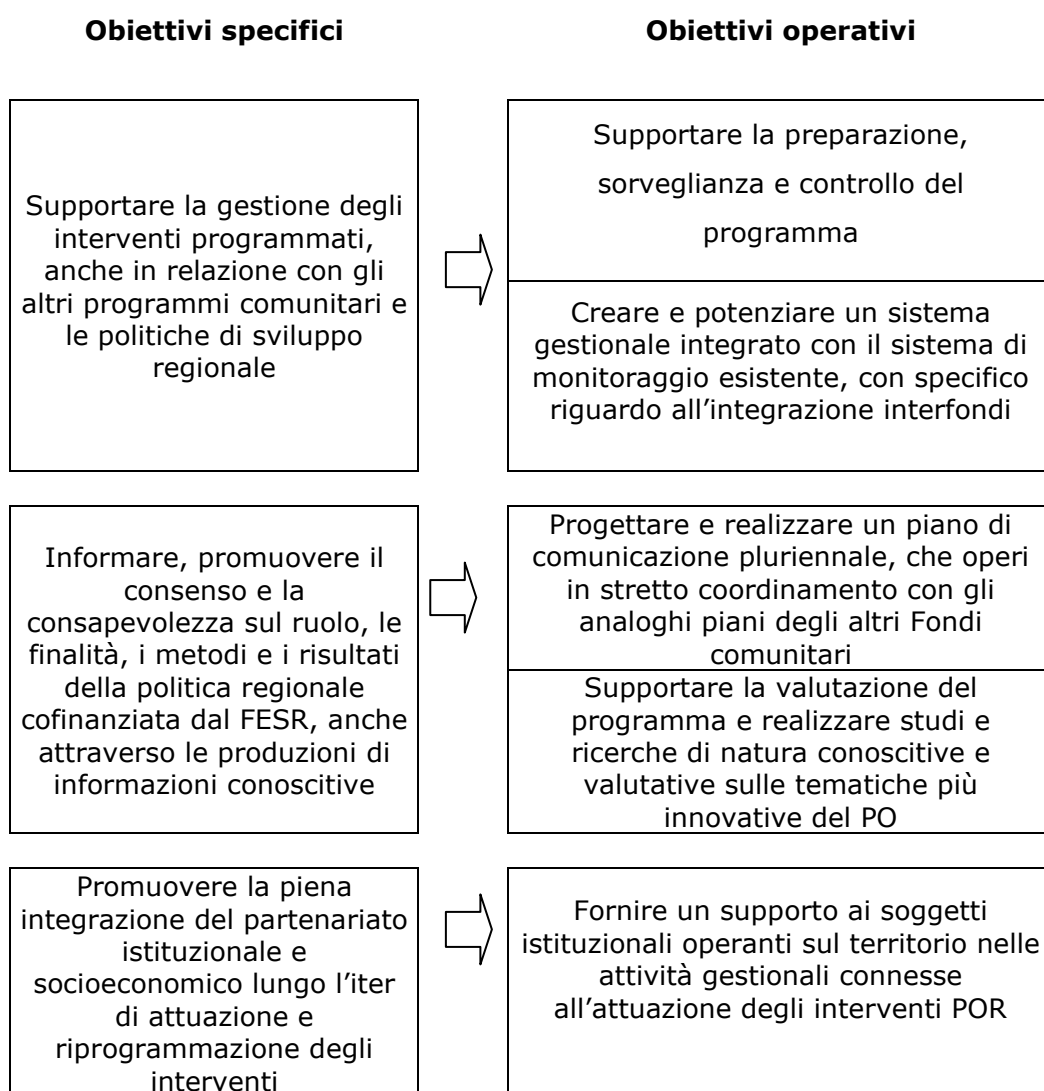 Obiettivi specifici
Obiettivi operativi
Supportare la gestione degli
interventi programmati,
anche in relazione con gli
altri programmi comunitari e
le politiche di sviluppo
regionale
Supportare la preparazione,
sorveglianza e controllo del
programma
Creare e potenziare un sistema
gestionale integrato con il sistema di
monitoraggio esistente, con specifico
riguardo all’integrazione interfondi
Informare, promuovere il
consenso e la
consapevolezza sul ruolo, le
finalità, i metodi e i risultati
della politica regionale
cofinanziata dal FESR, anche
attraverso le produzioni di
informazioni conoscitive
Progettare e realizzare un piano di
comunicazione pluriennale, che operi
in stretto coordinamento con gli
analoghi piani degli altri Fondi
comunitari
Supportare la valutazione del
programma e realizzare studi e
ricerche di natura conoscitive e
valutative sulle tematiche più
innovative del PO
Promuovere la piena
integrazione del partenariato
istituzionale e
socioeconomico lungo l’iter
di attuazione e
riprogrammazione degli
interventi
Fornire un supporto ai soggetti
istituzionali operanti sul territorio nelle
attività gestionali connesse
all’attuazione degli interventi POR